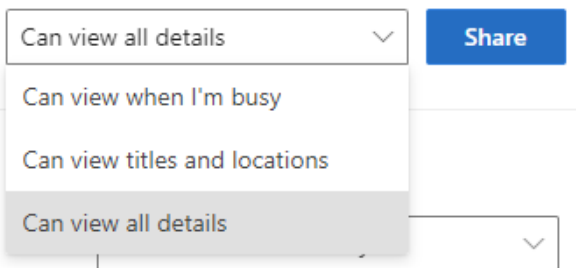 Can view all details
Share
Can view when I'm busy
Can view titles and locations
Can view all details